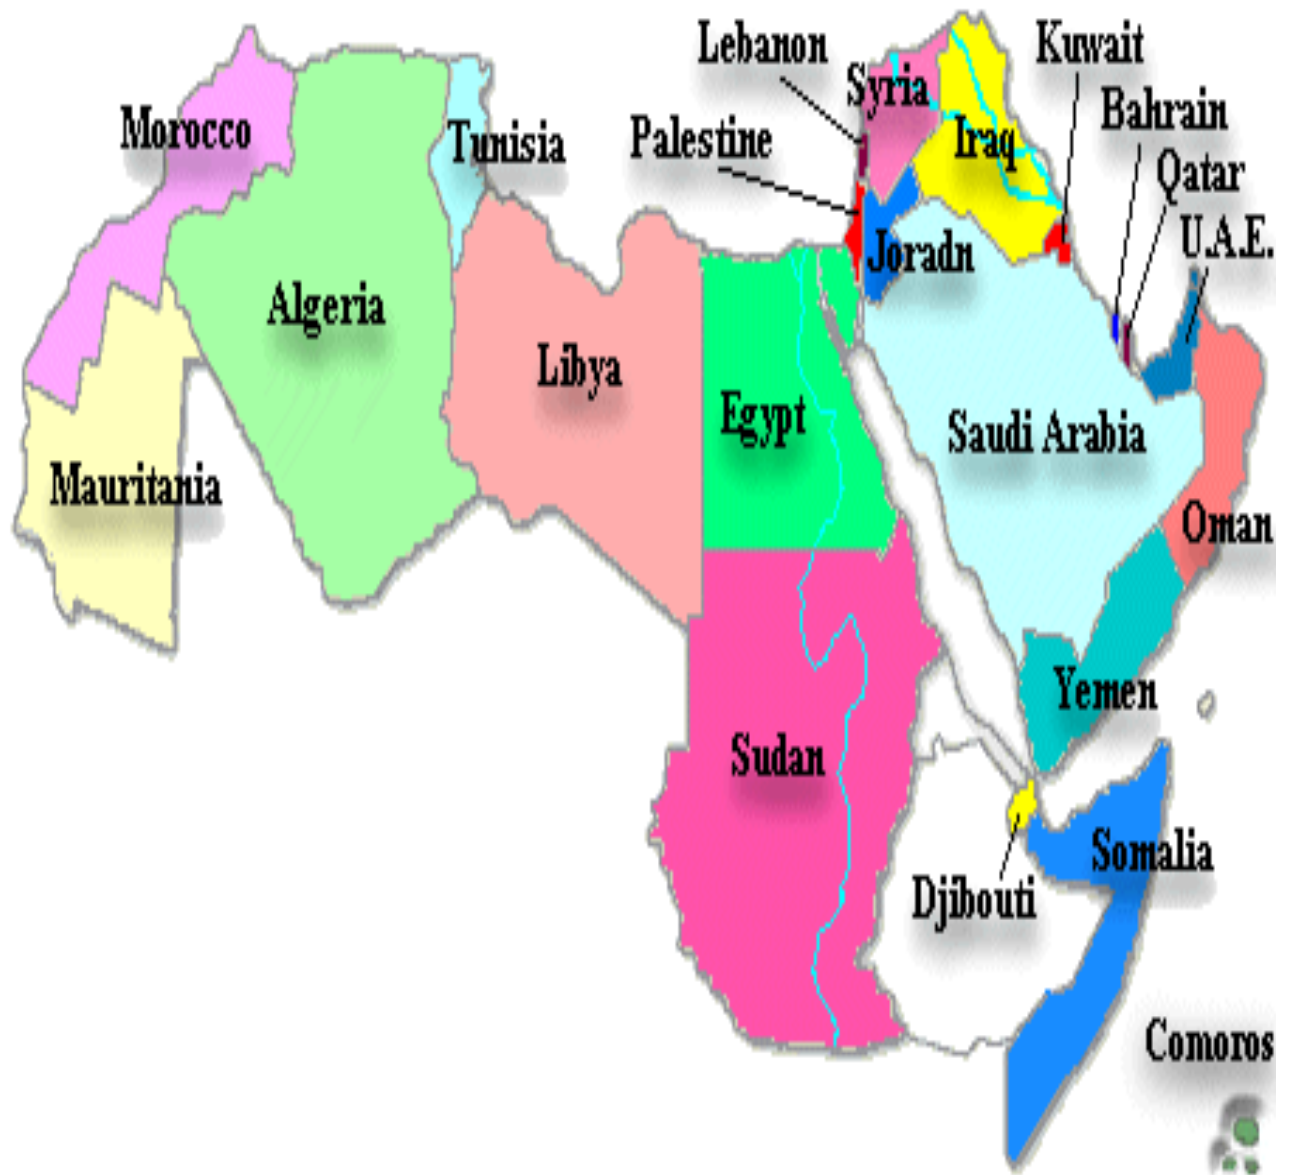 Lebanon
Kuwait
Syria
Bahrain
Morocco
Tunisia
Palestine
Iraq
Qatar
U.A.E.
Joradn
Algeria
Libya
Egypt
Saudi Arabia
Mauritania
Oman
Yemen
Sudan
Somalia
Djibouti
Comoros